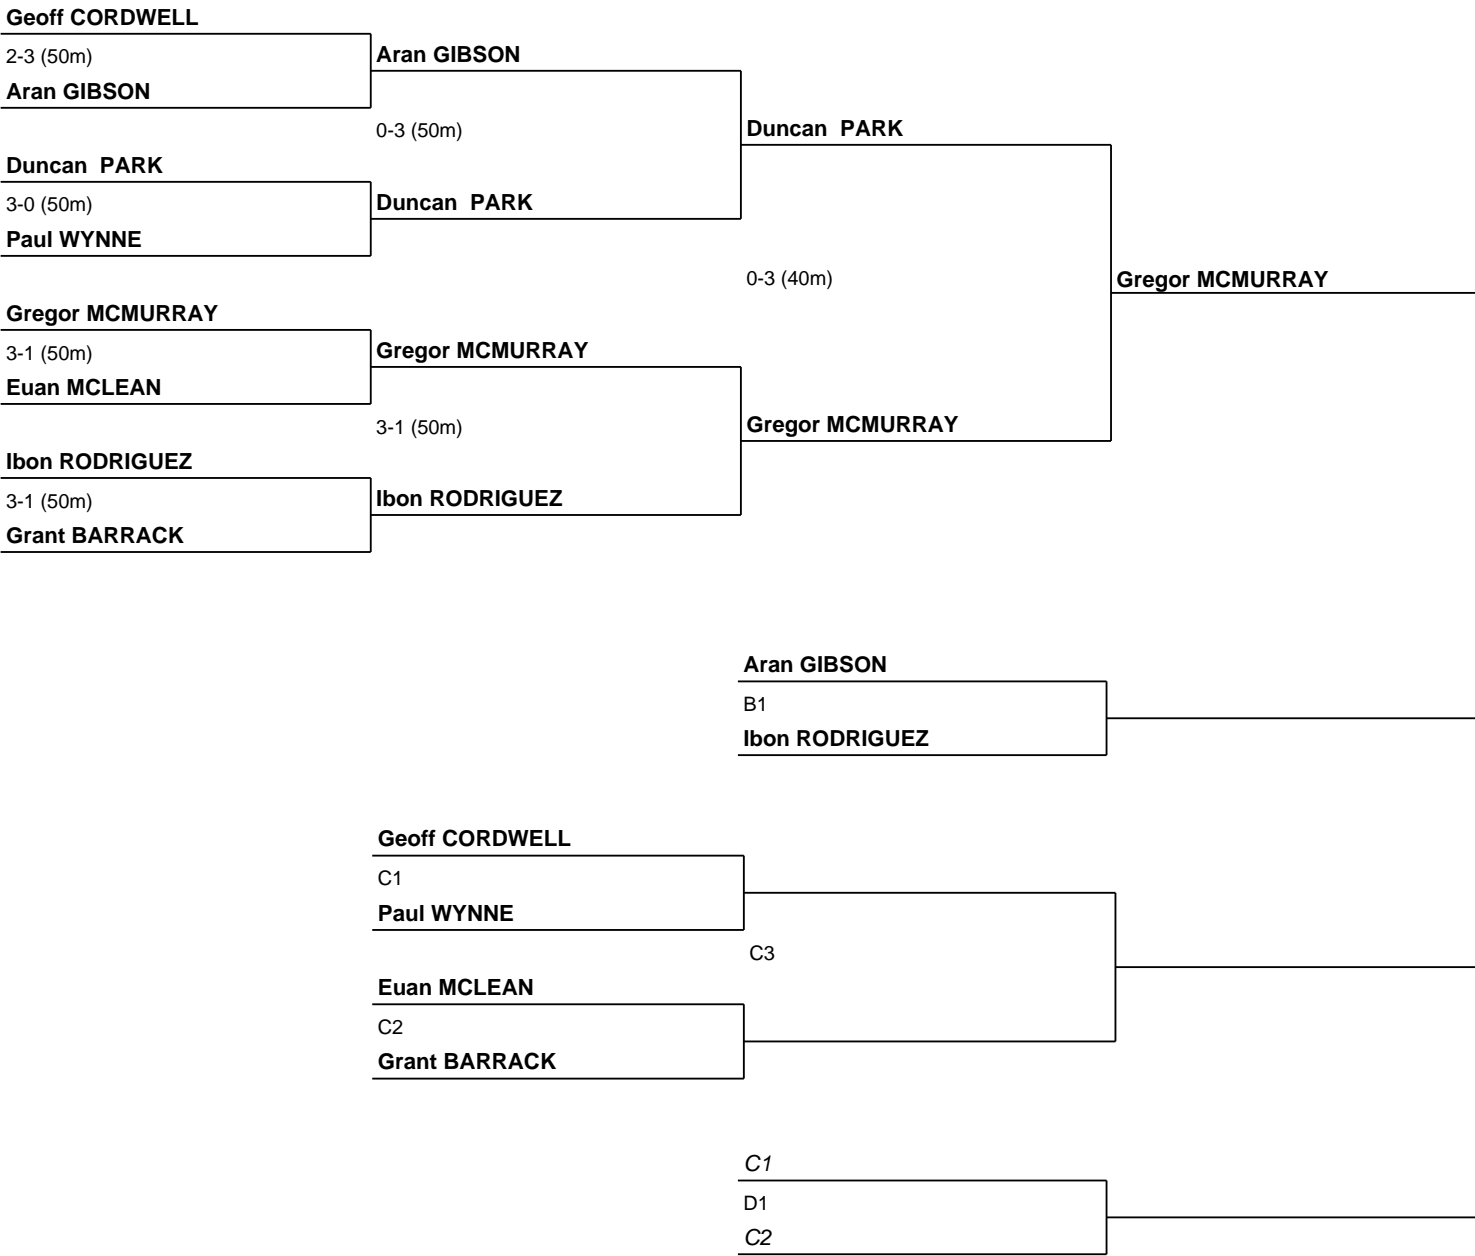 Geoff CORDWELL
2-3 (50m)
Aran GIBSON
Aran GIBSON
0-3 (50m)
Duncan  PARK
Duncan  PARK
3-0 (50m)
Duncan  PARK
Paul WYNNE
0-3 (40m)
Gregor MCMURRAY
Gregor MCMURRAY
3-1 (50m)
Gregor MCMURRAY
Euan MCLEAN
3-1 (50m)
Gregor MCMURRAY
Ibon RODRIGUEZ
3-1 (50m)
Ibon RODRIGUEZ
Grant BARRACK
Aran GIBSON
B1
Ibon RODRIGUEZ
Geoff CORDWELL
C1
Paul WYNNE
C3
Euan MCLEAN
C2
Grant BARRACK
C1
D1
C2